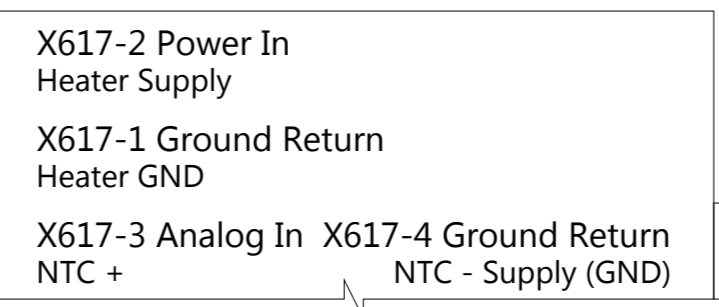 X617-2 Power In
Heater Supply
X617-1 Ground Return
Heater GND
X617-3 Analog In X617-4 Ground Return
NTC + NTC - Supply (GND)